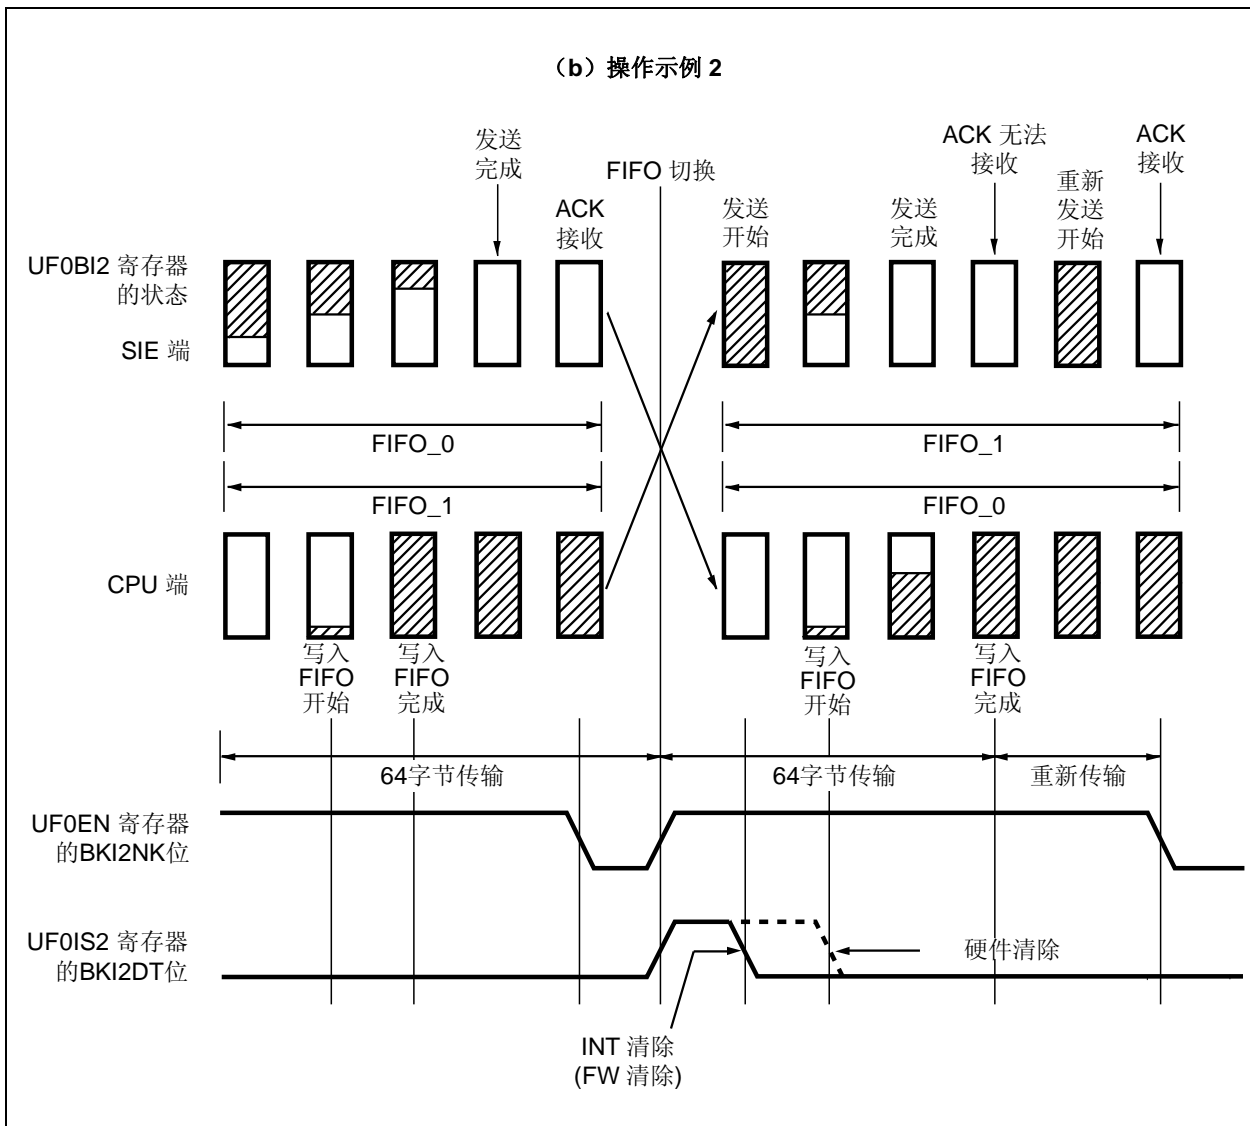 （b）操作示例 2
发送
完成
FIFO 切换
ACK 无法
接收
ACK
接收
ACK
接收
发送
开始
发送
完成
重新
发送
开始
UF0BI2 寄存器
的状态
SIE 端
FIFO_0
FIFO_1
FIFO_1
FIFO_0
CPU 端
写入
FIFO
开始
写入
FIFO
完成
写入
FIFO
开始
写入
FIFO
完成
64字节传输
64字节传输
重新传输
UF0EN 寄存器
的BKI2NK位
UF0IS2 寄存器
的BKI2DT位
硬件清除
INT 清除
(FW 清除)